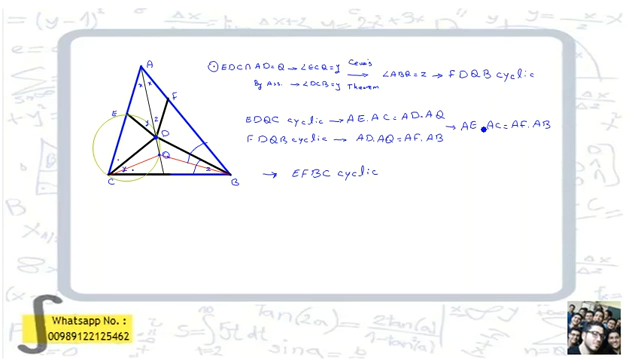 ⊙EDC∩AD=Q → ∠ECQ=y Ceva's → ∠ABQ=z → FDQB cyclic
By Ass. → ∠DCB=y Theorem
EDQC cyclic → AE.AC=AD.AQ
→ AE.AC=AF.AB
FDQB cyclic → AD.AQ=AF.AB
→ EFBC cyclic
A
x x
F
E
z
y
D
Q
z
C
B
Whatsapp No. :
00989122125462